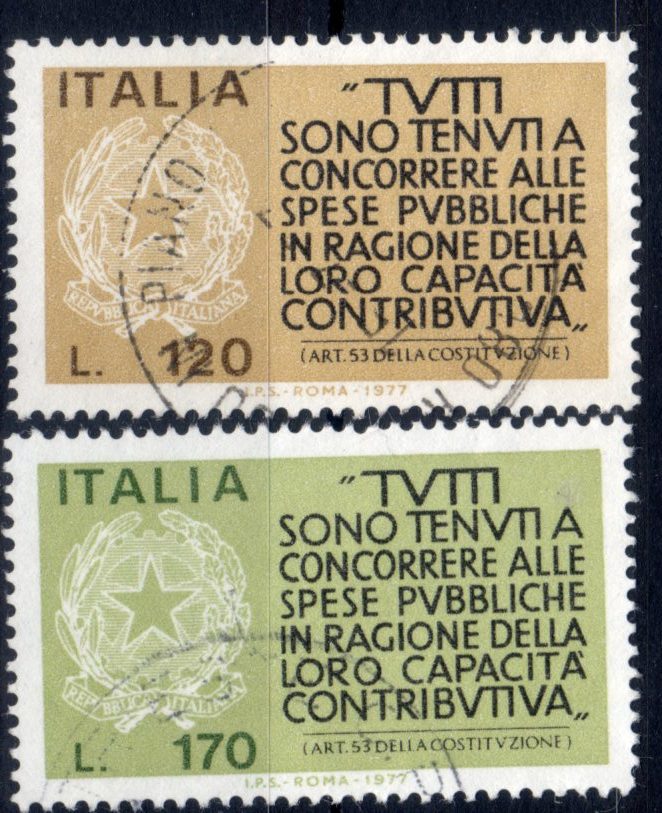 ITALIA
„TVTTI
SONO TENVTI A
CONCORRERE ALLE
SPESE PVBBLICHE
IN RAGIONE DELLA
LORO CAPACITÀ
CONTRIBVTIVA„
(ART. 53 DELLA COSTITVZIONE)
REPVBBLICA ITALIANA
L. 120
I.P.S. - ROMA - 1977
PIANO
ITALIA
„TVTTI
SONO TENVTI A
CONCORRERE ALLE
SPESE PVBBLICHE
IN RAGIONE DELLA
LORO CAPACITÀ
CONTRIBVTIVA„
(ART. 53 DELLA COSTITVZIONE)
REPVBBLICA ITALIANA
L. 170
I.P.S. - ROMA - 1977